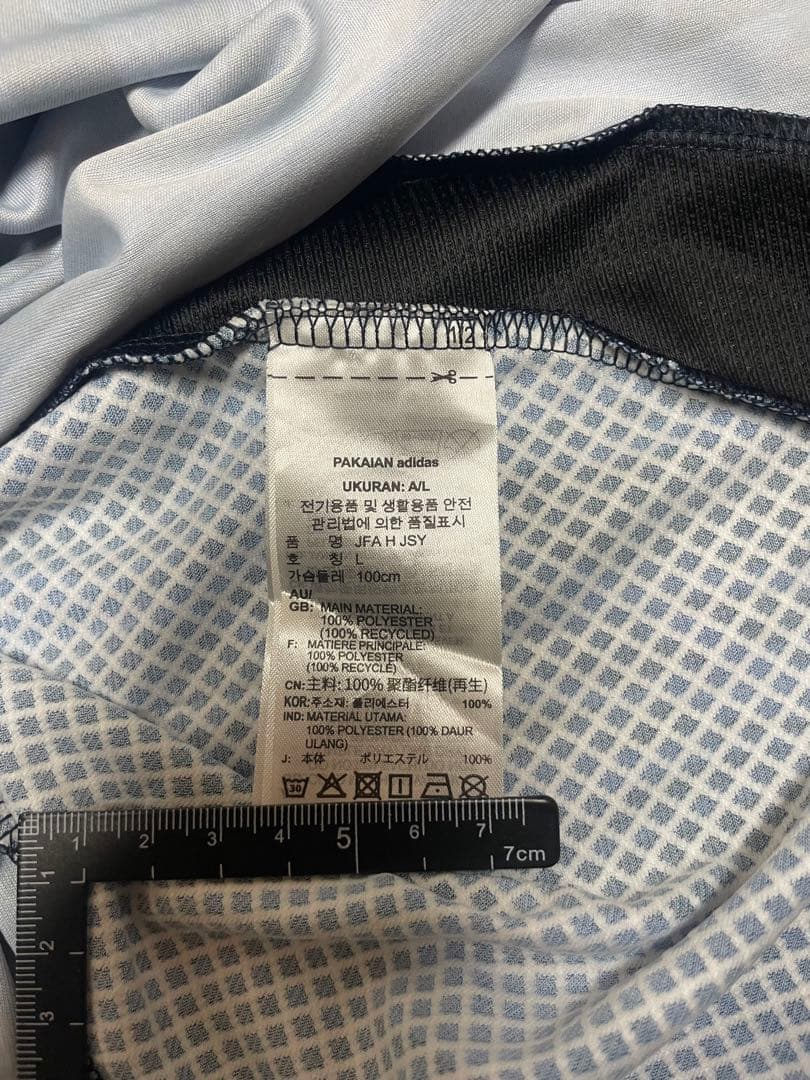 1/2
PAKAIAN adidas
UKURAN: A/L
전기용품 및 생활용품 안전
관리법에 의한 품질표시
품 명 JFA H JSY
호 칭 L
가슴둘레 100cm
AU/
GB: MAIN MATERIAL:
100% POLYESTER
(100% RECYCLED)
F: MATIERE PRINCIPALE:
100% POLYESTER
(100% RECYCLE)
CN:主料: 100% 聚酯纤维(再生)
KOR:주소재: 폴리에스터 100%
IND: MATERIAL UTAMA:
100% POLYESTER (100% DAUR
ULANG)
J: 本体 ポリエステル 100%
30
1 2 3 4 5 6 7
7cm
1
2
3